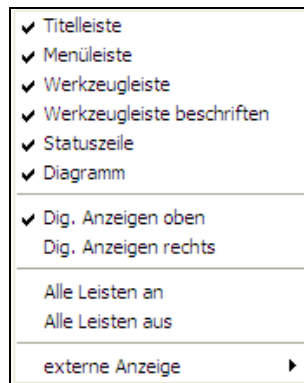 Titelleiste
Menüleiste
Werkzeugleiste
Werkzeugleiste beschriften
Statuszeile
Diagramm
Dig. Anzeigen oben
Dig. Anzeigen rechts
Alle Leisten an
Alle Leisten aus
externe Anzeige